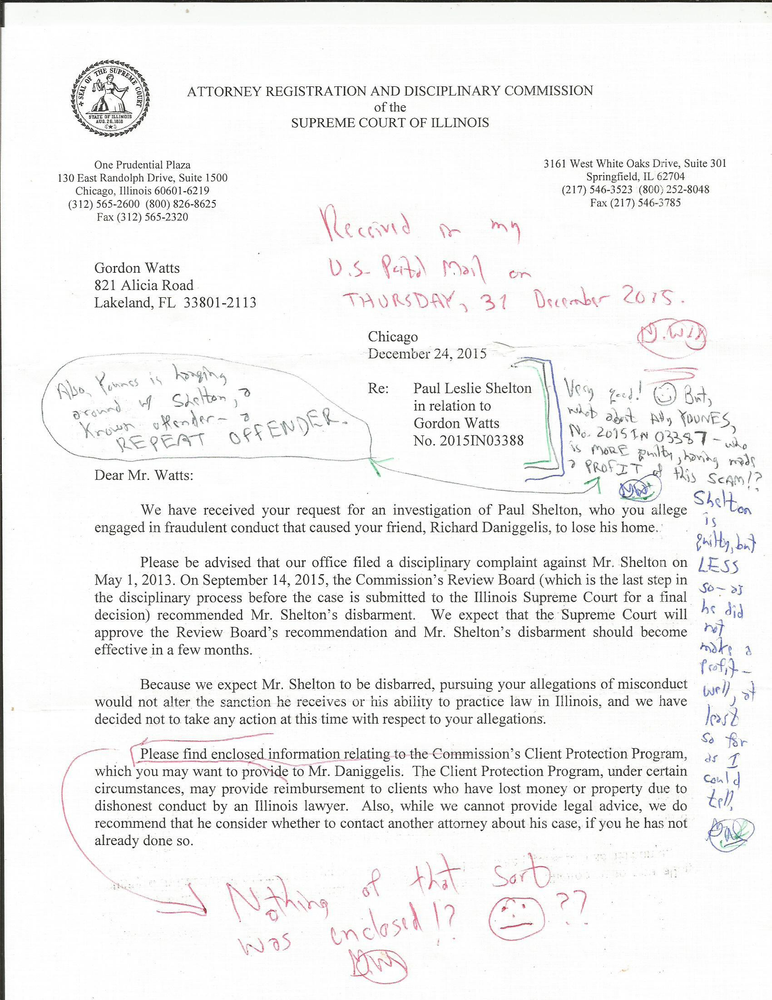 SEAL OF THE SUPREME COURT
STATE OF ILLINOIS
AUG. 26, 1818
ATTORNEY REGISTRATION AND DISCIPLINARY COMMISSION
of the
SUPREME COURT OF ILLINOIS
One Prudential Plaza
130 East Randolph Drive, Suite 1500
Chicago, Illinois 60601-6219
(312) 565-2600 (800) 826-8625
Fax (312) 565-2320
3161 West White Oaks Drive, Suite 301
Springfield, IL 62704
(217) 546-3523 (800) 252-8048
Fax (217) 546-3785
Received in my
U.S. Postal Mail on
THURSDAY, 31 December 2015.
Gordon Watts
821 Alicia Road
Lakeland, FL 33801-2113
Chicago
December 24, 2015
Also, Younes is hanging
around w/ Shelton, a
known offender - a
REPEAT OFFENDER.
Re: Paul Leslie Shelton
in relation to
Gordon Watts
No. 2015IN03388
Very good! But,
what about Atty YOUNES,
No. 2015IN03387 - who
is MORE guilty, having made
a PROFIT of this SCAM!?
Shelton
is
guilty, but
LESS
so - as
he did
not
make a
profit -
well, at
least
so far
as I
could
tell.
Dear Mr. Watts:
We have received your request for an investigation of Paul Shelton, who you allege
engaged in fraudulent conduct that caused your friend, Richard Daniggelis, to lose his home.
Please be advised that our office filed a disciplinary complaint against Mr. Shelton on
May 1, 2013. On September 14, 2015, the Commission's Review Board (which is the last step in
the disciplinary process before the case is submitted to the Illinois Supreme Court for a final
decision) recommended Mr. Shelton's disbarment. We expect that the Supreme Court will
approve the Review Board's recommendation and Mr. Shelton's disbarment should become
effective in a few months.
Because we expect Mr. Shelton to be disbarred, pursuing your allegations of misconduct
would not alter the sanction he receives or his ability to practice law in Illinois, and we have
decided not to take any action at this time with respect to your allegations.
Please find enclosed information relating to the Commission's Client Protection Program,
which you may want to provide to Mr. Daniggelis. The Client Protection Program, under certain
circumstances, may provide reimbursement to clients who have lost money or property due to
dishonest conduct by an Illinois lawyer. Also, while we cannot provide legal advice, we do
recommend that he consider whether to contact another attorney about his case, if you he has not
already done so.
Nothing of that sort
was enclosed!? ??